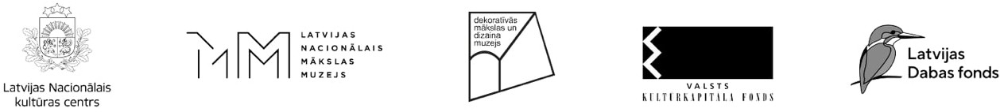 Latvijas Nacionālais
kultūras centrs
LATVIJAS
NACIONĀLAIS
MĀKSLAS
MUZEJS
dekoratīvās
mākslas un
dizaina
muzejs
VALSTS
KULTŪRKAPITĀLA FONDS
Latvijas
Dabas fonds